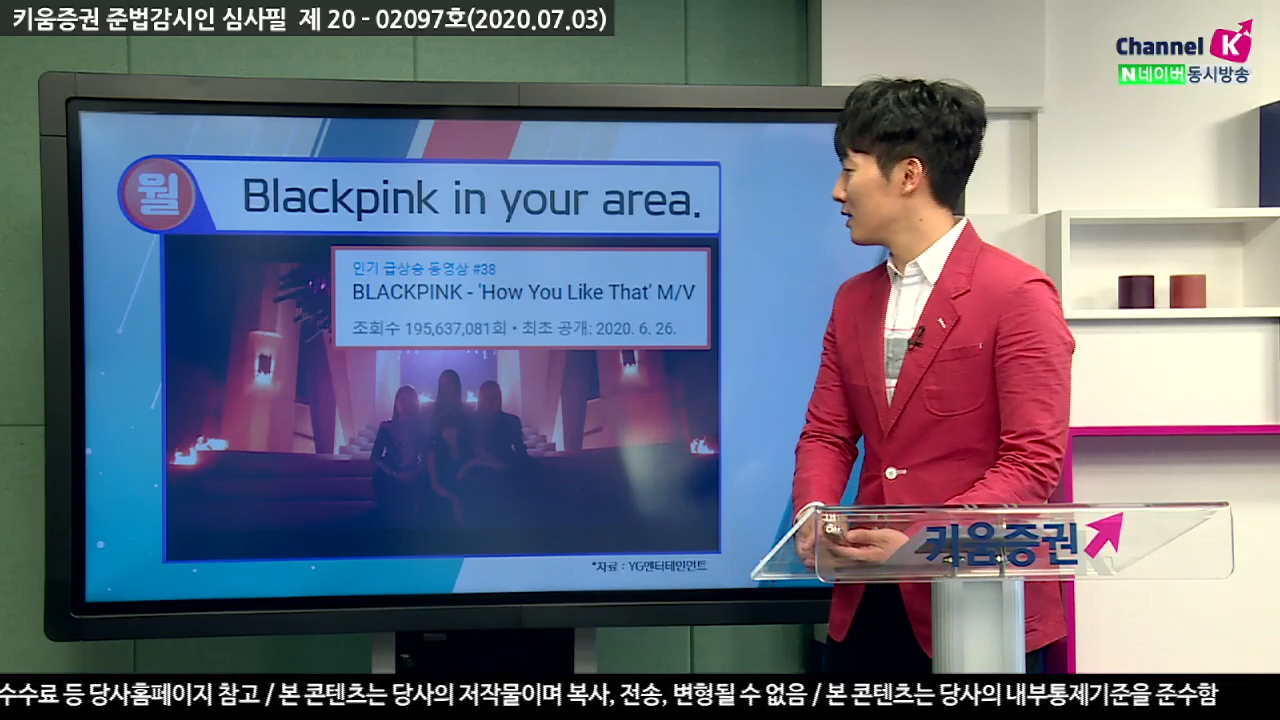 키움증권 준법감시인 심사필 제 20 - 02097호(2020.07.03)
Channel K
N 네이버 동시방송
월
Blackpink in your area.
인기 급상승 동영상 #38
BLACKPINK - 'How You Like That' M/V
조회수 195,637,081회 • 최초 공개: 2020. 6. 26.
*자료 : YG엔터테인먼트
키움증권
수수료 등 당사홈페이지 참고 / 본 콘텐츠는 당사의 저작물이며 복사, 전송, 변형될 수 없음 / 본 콘텐츠는 당사의 내부통제기준을 준수함